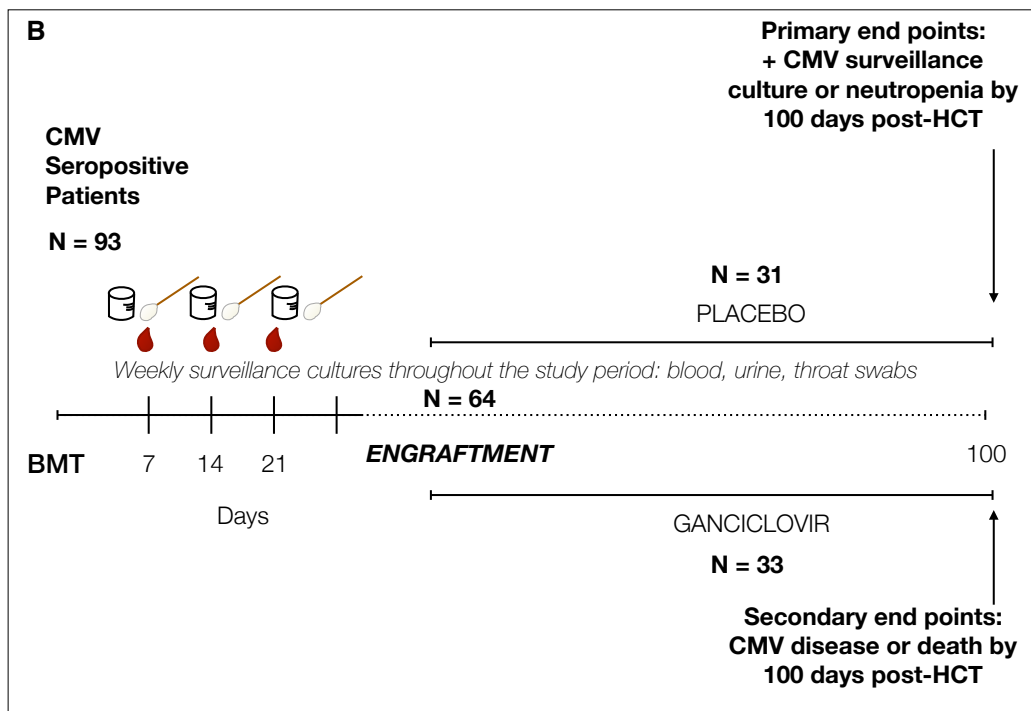 B
Primary end points:
+ CMV surveillance
culture or neutropenia by
100 days post-HCT
CMV
Seropositive
Patients
N = 93
N = 31
PLACEBO
Weekly surveillance cultures throughout the study period: blood, urine, throat swabs
N = 64
BMT
7
14
21
ENGRAFTMENT
100
Days
GANCICLOVIR
N = 33
Secondary end points:
CMV disease or death by
100 days post-HCT